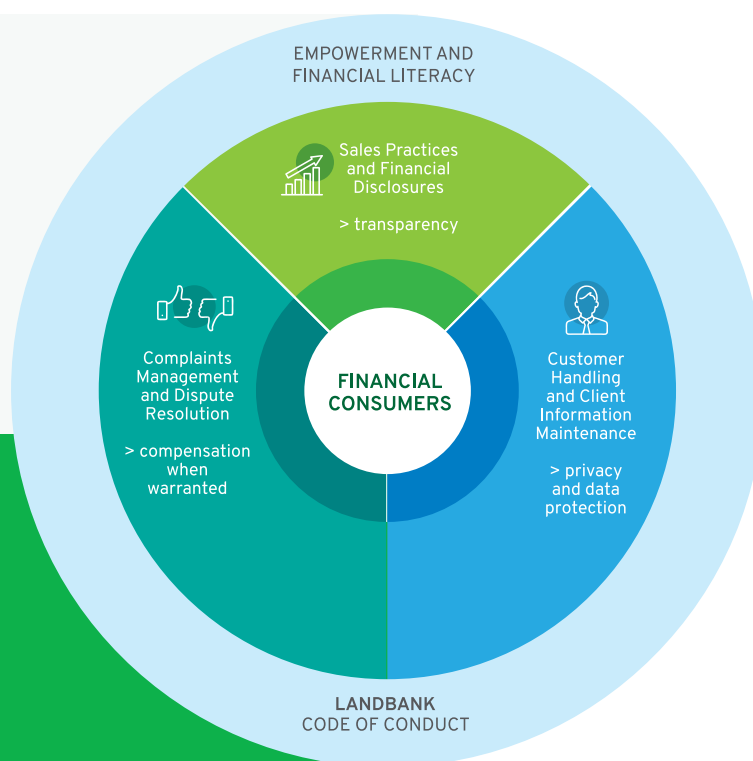 EMPOWERMENT AND
FINANCIAL LITERACY
Sales Practices
and Financial
Disclosures
> transparency
Complaints
Management
and Dispute
Resolution
> compensation
when
warranted
FINANCIAL
CONSUMERS
Customer
Handling
and Client
Information
Maintenance
> privacy
and data
protection
LANDBANK
CODE OF CONDUCT